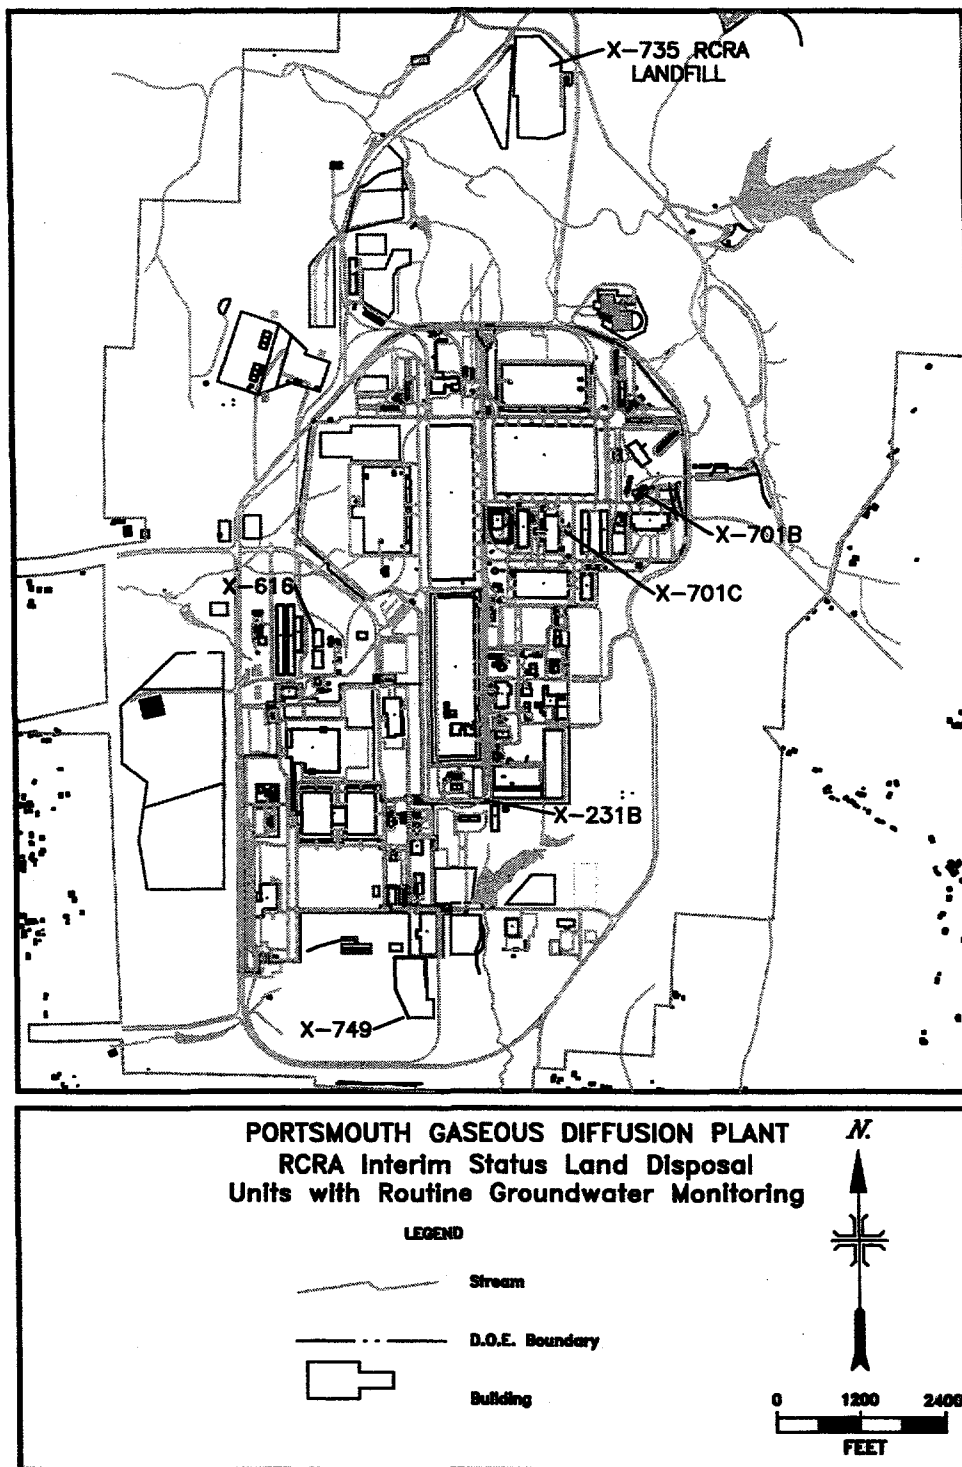 X-735 RCRA
LANDFILL
X-701B
X-616
X-701C
X-231B
X-749
PORTSMOUTH GASEOUS DIFFUSION PLANT
RCRA Interim Status Land Disposal
Units with Routine Groundwater Monitoring
N.
LEGEND
Stream
D.O.E. Boundary
Building
0 1200 2400
FEET